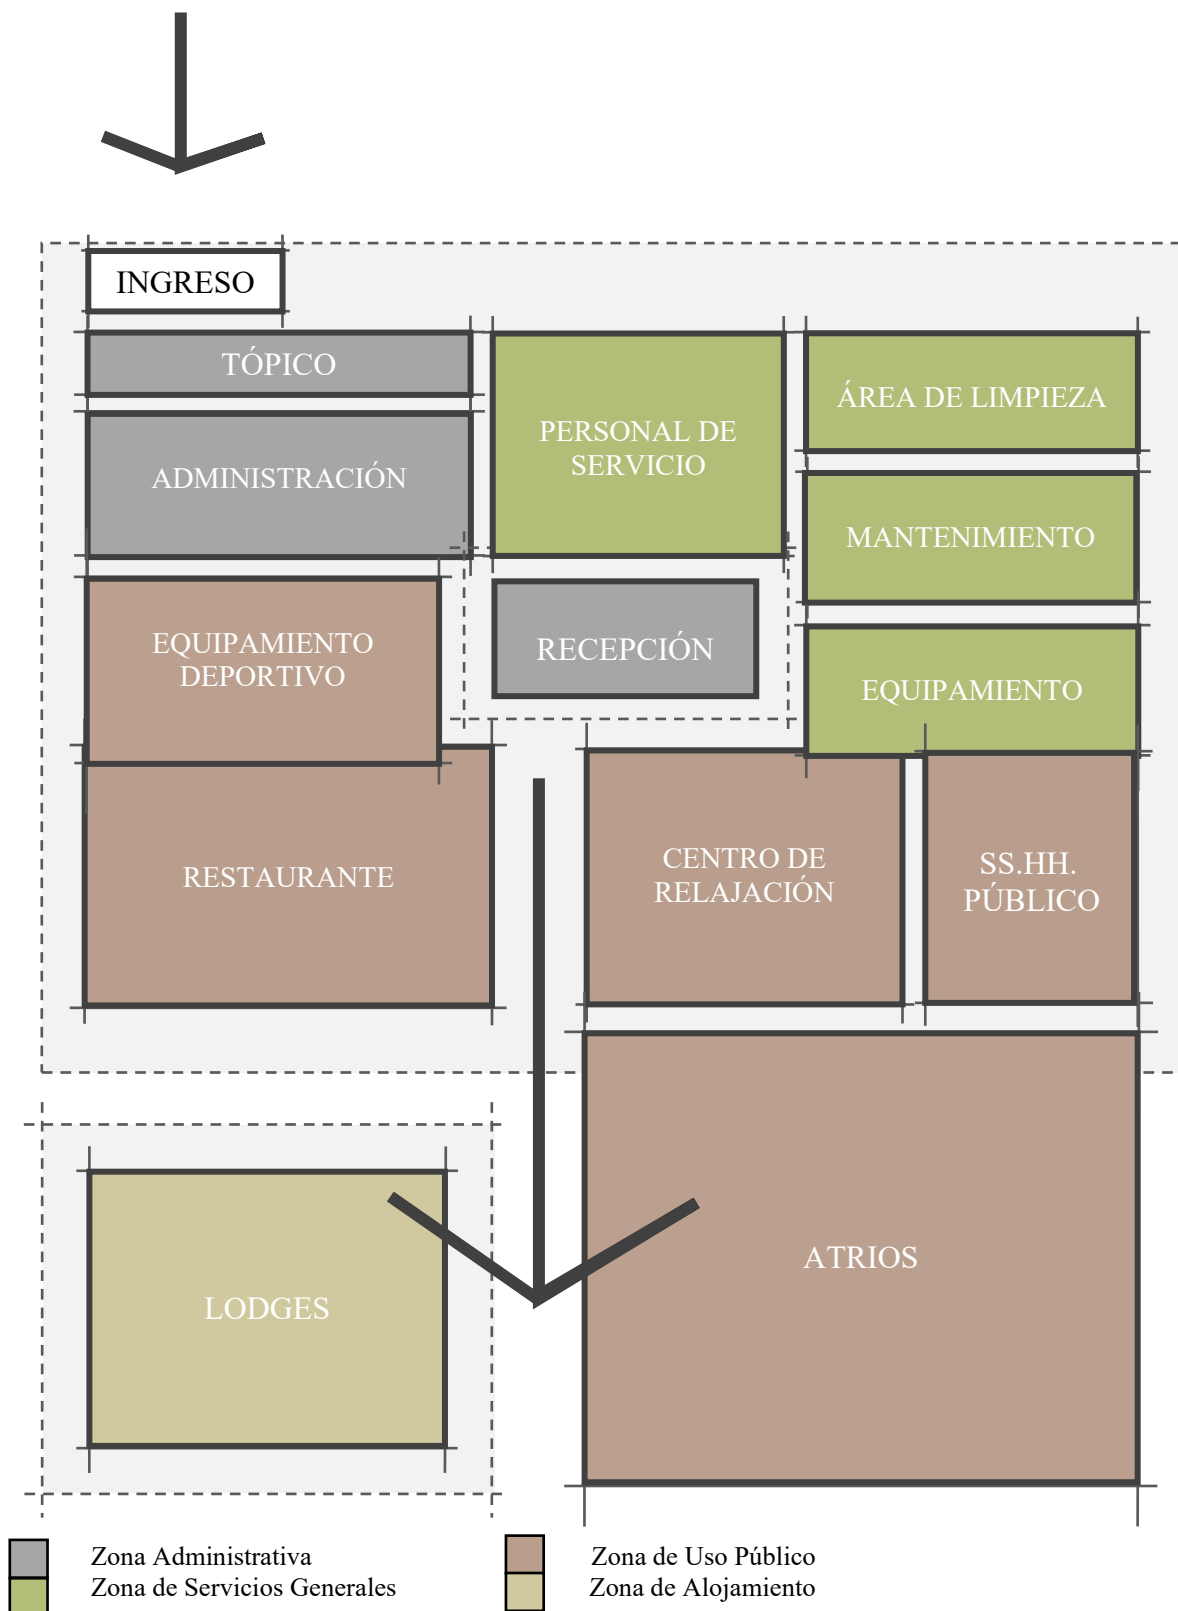 INGRESO
TÓPICO
ADMINISTRACIÓN
PERSONAL DE
SERVICIO
ÁREA DE LIMPIEZA
MANTENIMIENTO
EQUIPAMIENTO
DEPORTIVO
RECEPCIÓN
EQUIPAMIENTO
RESTAURANTE
CENTRO DE
RELAJACIÓN
SS.HH.
PÚBLICO
LODGES
ATRIOS
Zona Administrativa
Zona de Servicios Generales
Zona de Uso Público
Zona de Alojamiento